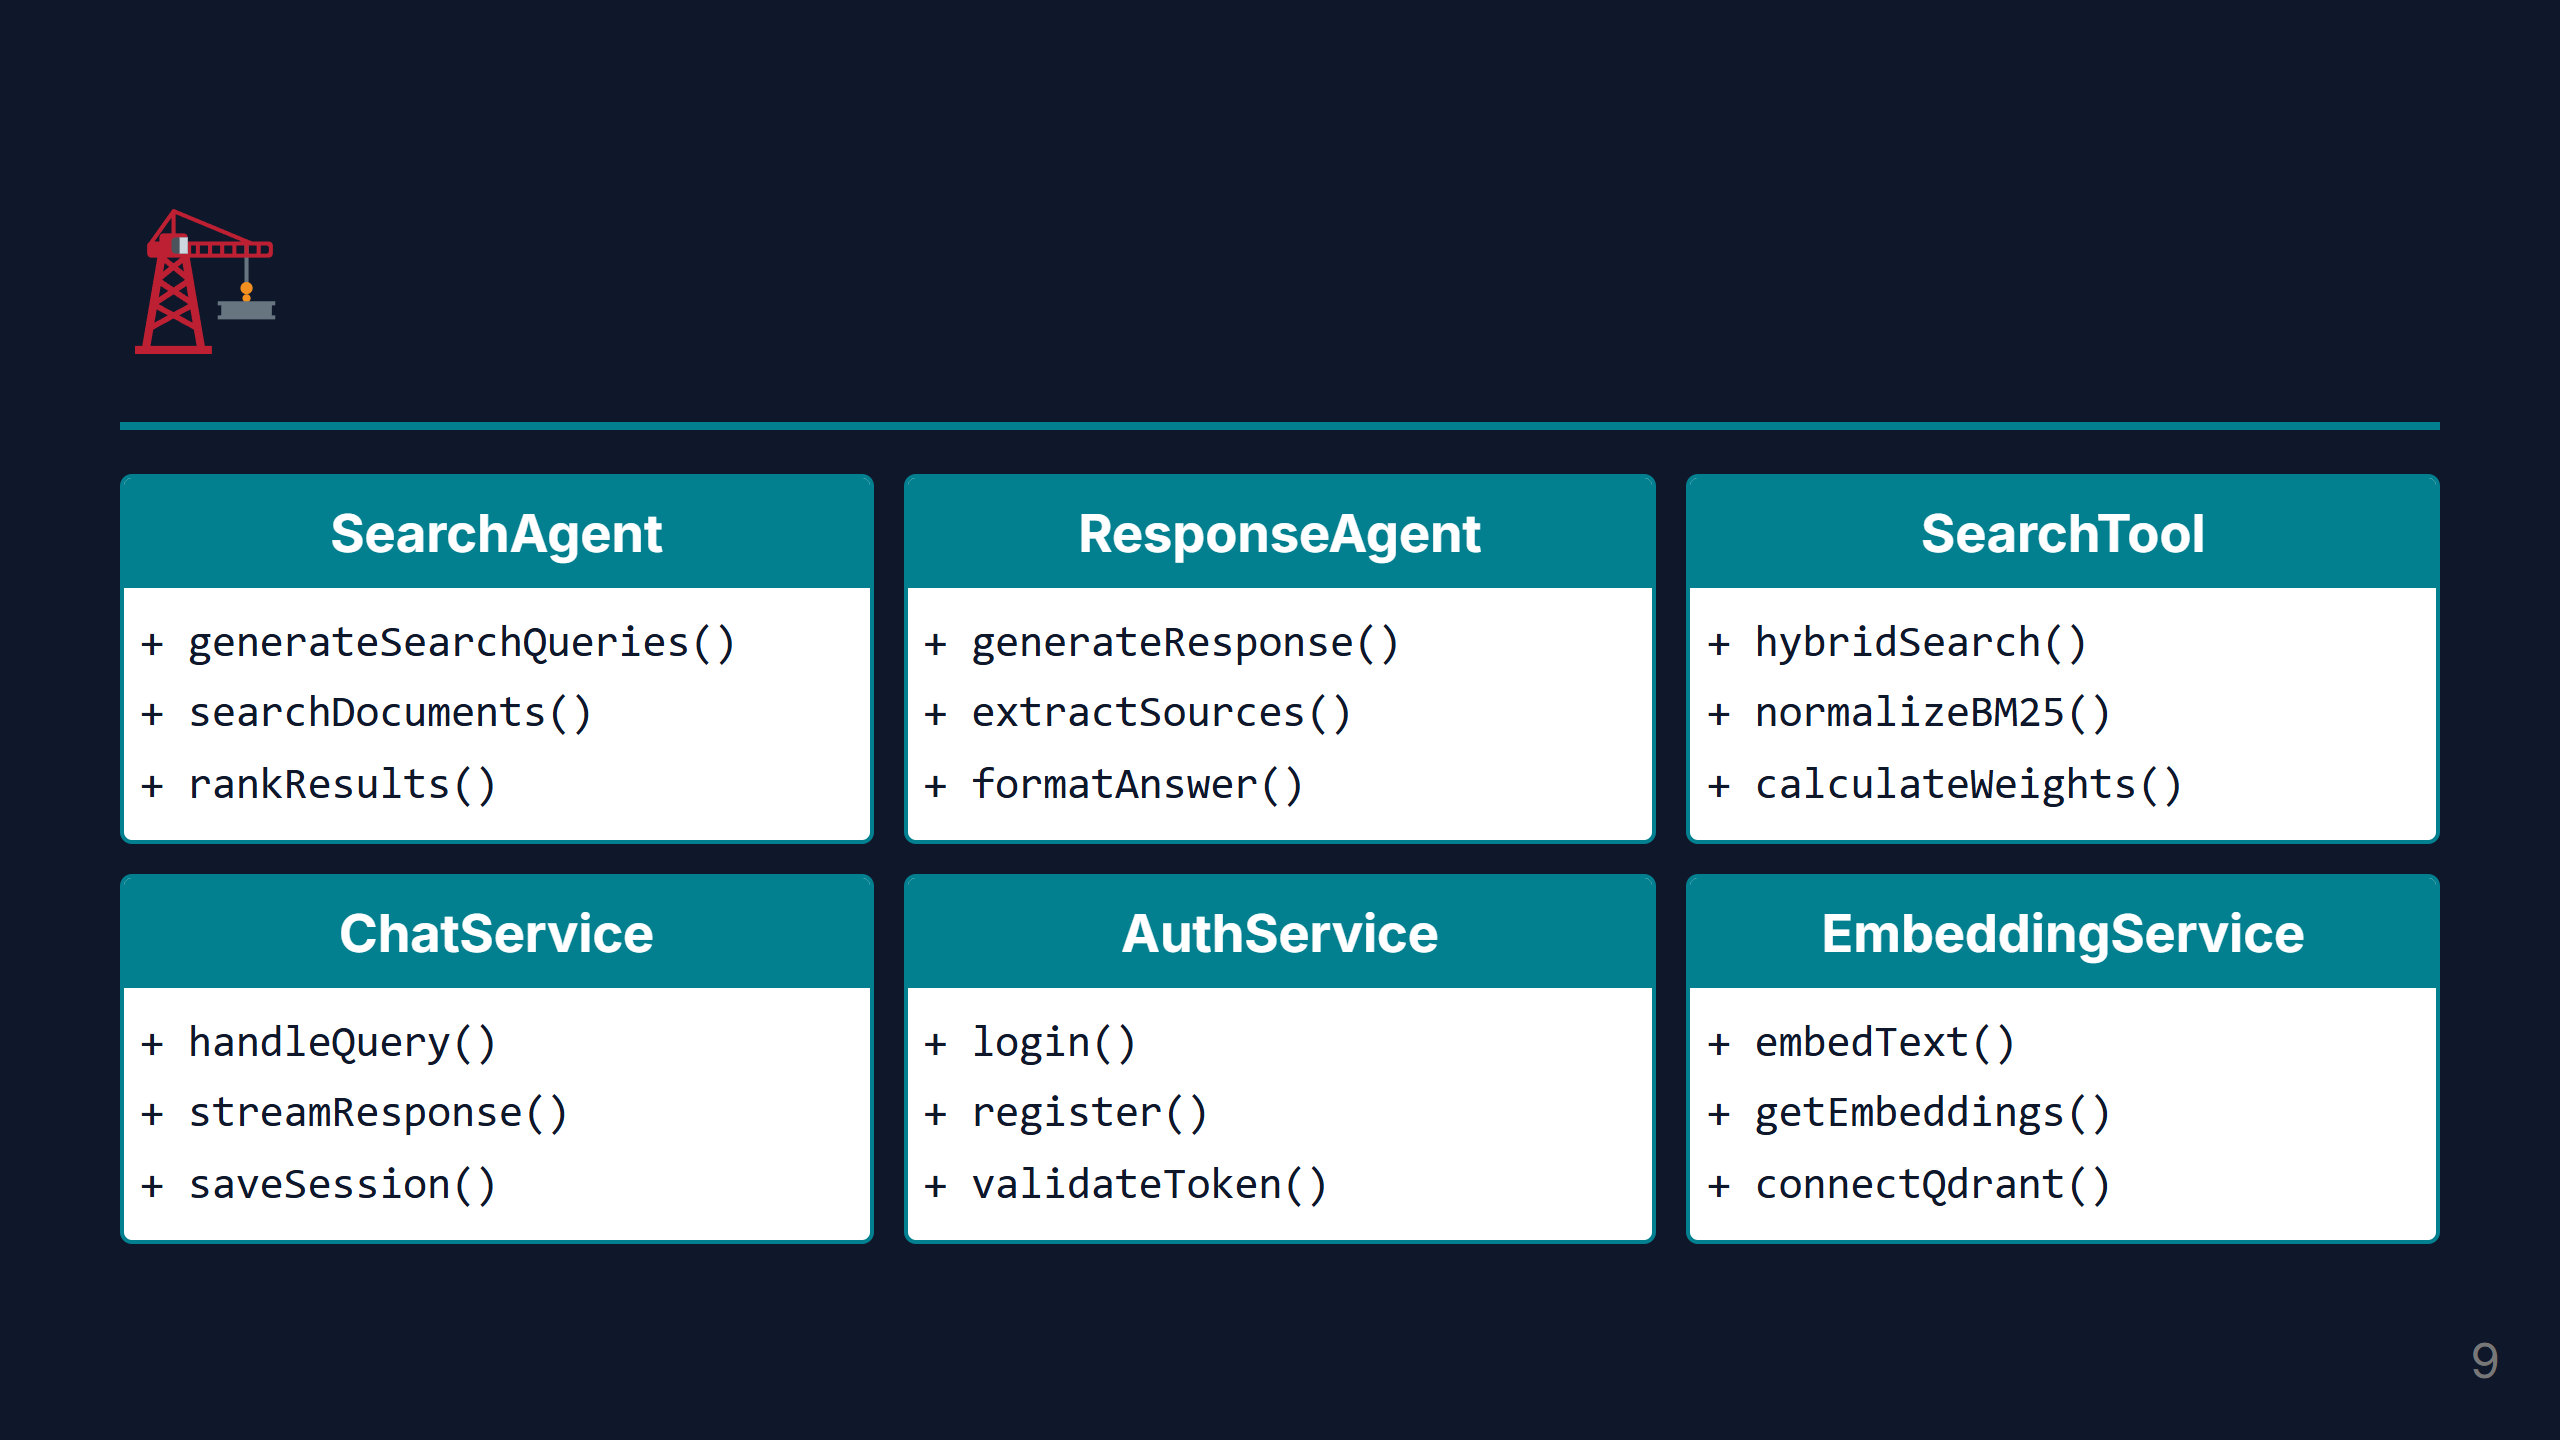 SearchAgent
+ generateSearchQueries()
+ searchDocuments()
+ rankResults()
ResponseAgent
+ generateResponse()
+ extractSources()
+ formatAnswer()
SearchTool
+ hybridSearch()
+ normalizeBM25()
+ calculateWeights()
ChatService
+ handleQuery()
+ streamResponse()
+ saveSession()
AuthService
+ login()
+ register()
+ validateToken()
EmbeddingService
+ embedText()
+ getEmbeddings()
+ connectQdrant()
9